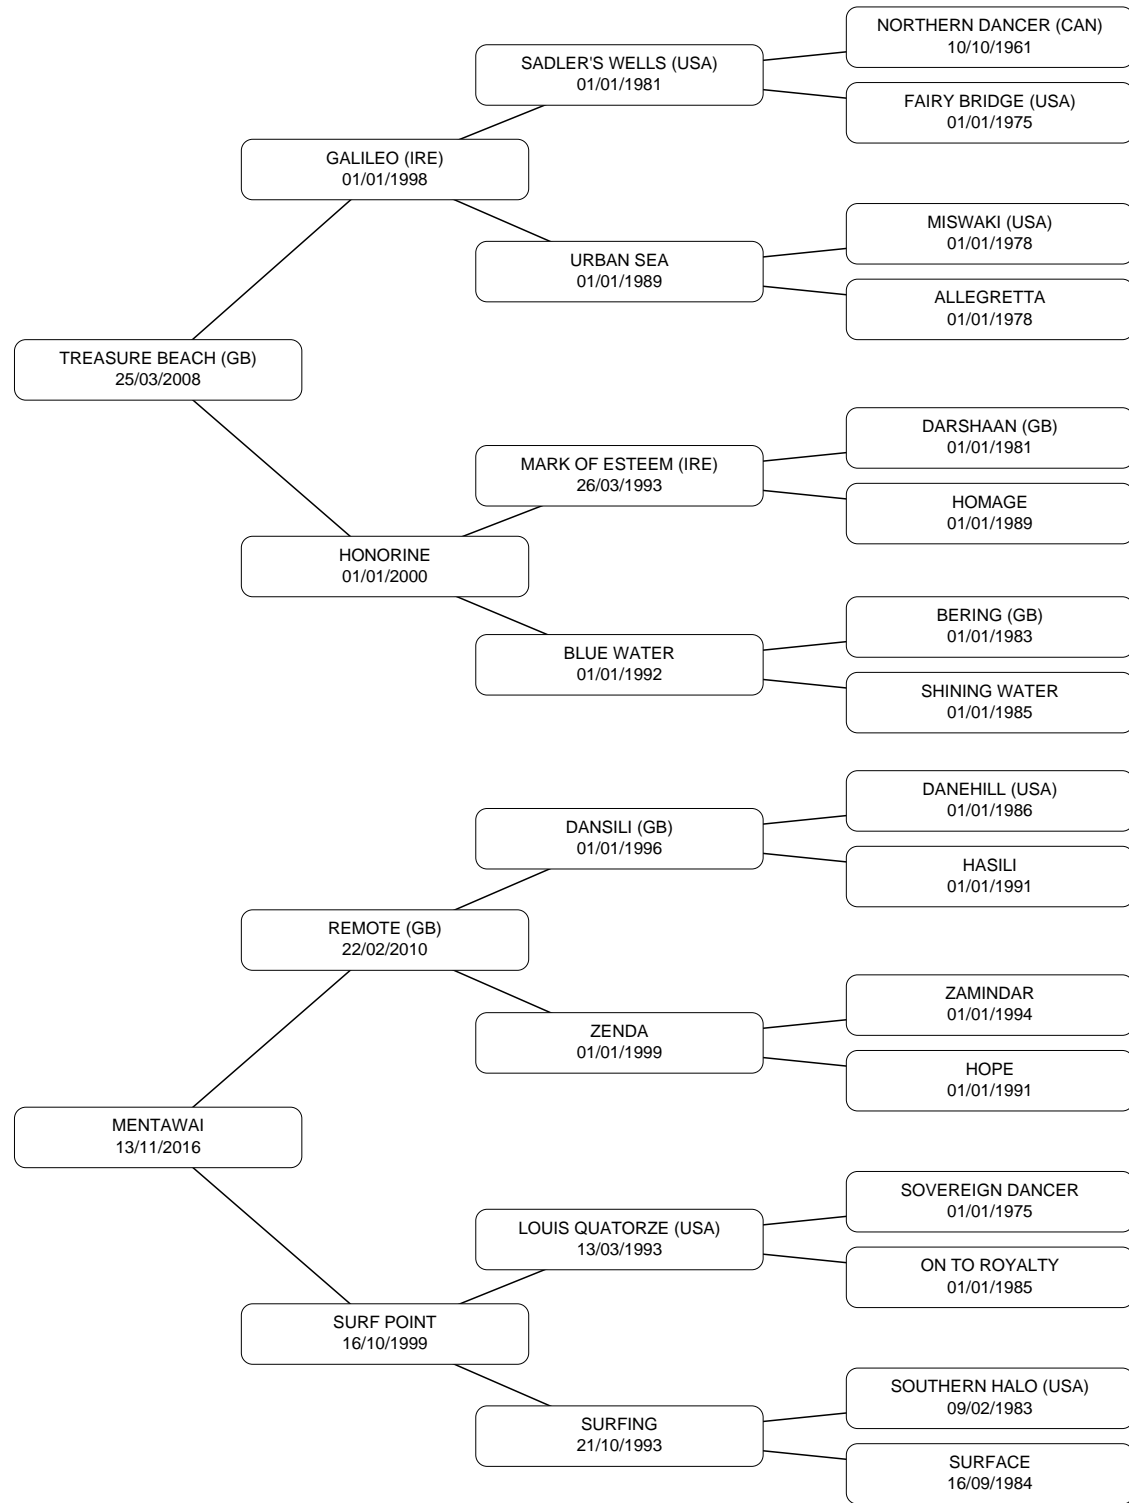 NORTHERN DANCER (CAN)
10/10/1961
SADLER'S WELLS (USA)
01/01/1981
FAIRY BRIDGE (USA)
01/01/1975
GALILEO (IRE)
01/01/1998
MISWAKI (USA)
01/01/1978
URBAN SEA
01/01/1989
ALLEGRETTA
01/01/1978
TREASURE BEACH (GB)
25/03/2008
DARSHAAN (GB)
01/01/1981
MARK OF ESTEEM (IRE)
26/03/1993
HOMAGE
01/01/1989
HONORINE
01/01/2000
BERING (GB)
01/01/1983
BLUE WATER
01/01/1992
SHINING WATER
01/01/1985
DANEHILL (USA)
01/01/1986
DANSILI (GB)
01/01/1996
HASILI
01/01/1991
REMOTE (GB)
22/02/2010
ZAMINDAR
01/01/1994
ZENDA
01/01/1999
HOPE
01/01/1991
MENTAWAI
13/11/2016
SOVEREIGN DANCER
01/01/1975
LOUIS QUATORZE (USA)
13/03/1993
ON TO ROYALTY
01/01/1985
SURF POINT
16/10/1999
SOUTHERN HALO (USA)
09/02/1983
SURFING
21/10/1993
SURFACE
16/09/1984